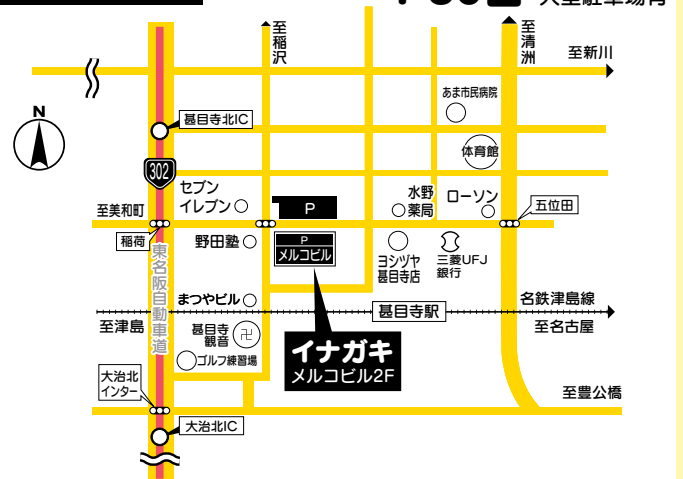 大型駐車場有
至稲沢
至清洲
至新川
あま市民病院
N
甚目寺北IC
体育館
302
セブン
イレブン
P
水野
薬局
ローソン
五位田
至美和町
稲荷
野田塾
P
メルコビル
ヨシヅヤ
甚目寺店
三菱UFJ
銀行
東名阪自動車道
まつやビル
甚目寺駅
名鉄津島線
至津島
至名古屋
甚目寺
観音
卍
ゴルフ練習場
イナガキ
メルコビル2F
大治北
インター
至豊公橋
大治北IC